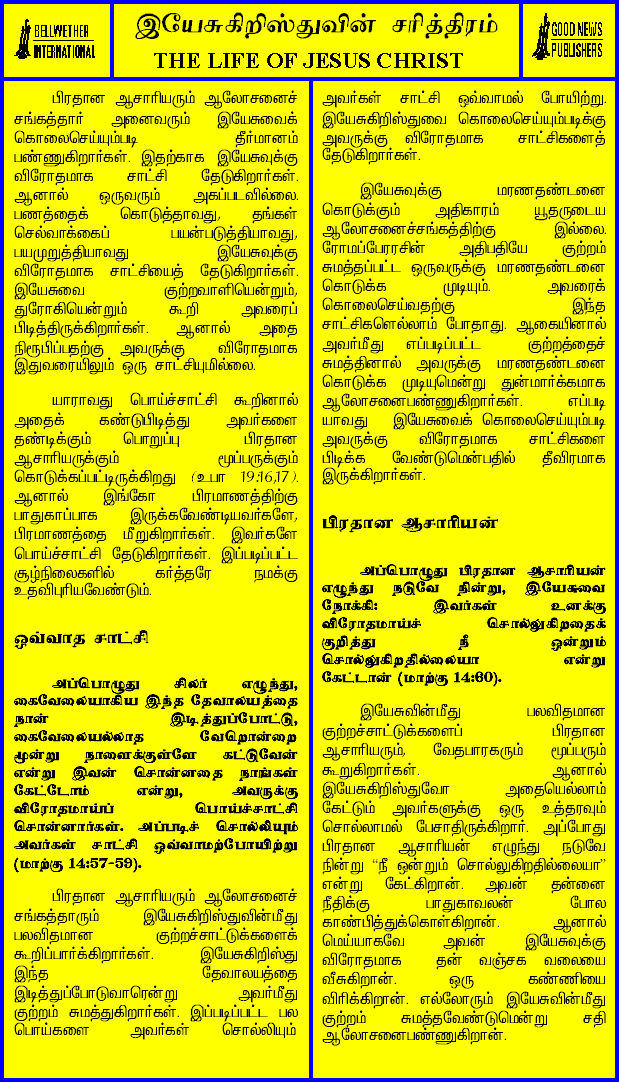 BELLWETHER
INTERNATIONAL
இயேசுகிறிஸ்துவின் சரித்திரம்
THE LIFE OF JESUS CHRIST
GOOD NEWS
PUBLISHERS
பிரதான ஆசாரியரும் ஆலோசனைச்
சங்கத்தார் அனைவரும் இயேசுவைக்
கொலைசெய்யும்படி தீர்மானம்
பண்ணுகிறார்கள். இதற்காக இயேசுவுக்கு
விரோதமாக சாட்சி தேடுகிறார்கள்.
ஆனால் ஒருவரும் அகப்படவில்லை.
பணத்தைக் கொடுத்தாவது, தங்கள்
செல்வாக்கைப் பயன்படுத்தியாவது,
பயமுறுத்தியாவது இயேசுவுக்கு
விரோதமாக சாட்சியைத் தேடுகிறார்கள்.
இயேசுவை குற்றவாளியென்றும்,
துரோகியென்றும் கூறி அவரைப்
பிடித்திருக்கிறார்கள். ஆனால் அதை
நிரூபிப்பதற்கு அவருக்கு விரோதமாக
இதுவரையிலும் ஒரு சாட்சியுமில்லை.
யாராவது பொய்ச்சாட்சி கூறினால்
அதைக் கண்டுபிடித்து அவர்களை
தண்டிக்கும் பொறுப்பு பிரதான
ஆசாரியருக்கும் மூப்பருக்கும்
கொடுக்கப்பட்டிருக்கிறது (உபா 19:16,17).
ஆனால் இங்கோ பிரமாணத்திற்கு
பாதுகாப்பாக இருக்கவேண்டியவர்களே,
பிரமாணத்தை மீறுகிறார்கள். இவர்களே
பொய்ச்சாட்சி தேடுகிறார்கள். இப்படிப்பட்ட
சூழ்நிலைகளில் கர்த்தரே நமக்கு
உதவிபுரியவேண்டும்.
ஒவ்வாத சாட்சி
அப்பொழுது சிலர் எழுந்து,
கைவேலையாகிய இந்த தேவாலயத்தை
நான் இடித்துப்போட்டு,
கைவேலையல்லாத வேறொன்றை
மூன்று நாளைக்குள்ளே கட்டுவேன்
என்று இவன் சொன்னதை நாங்கள்
கேட்டோம் என்று, அவருக்கு
விரோதமாய்ப் பொய்ச்சாட்சி
சொன்னார்கள். அப்படிச் சொல்லியும்
அவர்கள் சாட்சி ஒவ்வாமற்போயிற்று
(மாற்கு 14:57-59).
பிரதான ஆசாரியரும் ஆலோசனைச்
சங்கத்தாரும் இயேசுகிறிஸ்துவின்மீது
பலவிதமான குற்றச்சாட்டுக்களைக்
கூறிப்பார்க்கிறார்கள். இயேசுகிறிஸ்து
இந்த தேவாலயத்தை
இடித்துப்போடுவாரென்று அவர்மீது
குற்றம் சுமத்துகிறார்கள். இப்படிப்பட்ட பல
பொய்களை அவர்கள் சொல்லியும்
அவர்கள் சாட்சி ஒவ்வாமல் போயிற்று.
இயேசுகிறிஸ்துவை கொலைசெய்யும்படிக்கு
அவருக்கு விரோதமாக சாட்சிகளைத்
தேடுகிறார்கள்.
இயேசுவுக்கு மரணதண்டனை
கொடுக்கும் அதிகாரம் யூதருடைய
ஆலோசனைச்சங்கத்திற்கு இல்லை.
ரோமப்பேரரசின் அதிபதியே குற்றம்
சுமத்தப்பட்ட ஒருவருக்கு மரணதண்டனை
கொடுக்க முடியும். அவரைக்
கொலைசெய்வதற்கு இந்த
சாட்சிகளெல்லாம் போதாது. ஆகையினால்
அவர்மீது எப்படிப்பட்ட குற்றத்தைச்
சுமத்தினால் அவருக்கு மரணதண்டனை
கொடுக்க முடியுமென்று துன்மார்க்கமாக
ஆலோசனைபண்ணுகிறார்கள். எப்படி
யாவது இயேசுவைக் கொலைசெய்யும்படி
அவருக்கு விரோதமாக சாட்சிகளை
பிடிக்க வேண்டுமென்பதில் தீவிரமாக
இருக்கிறார்கள்.
பிரதான ஆசாரியன்
அப்பொழுது பிரதான ஆசாரியன்
எழுந்து நடுவே நின்று, இயேசுவை
நோக்கி: இவர்கள் உனக்கு
விரோதமாய்ச் சொல்லுகிறதைக்
குறித்து நீ ஒன்றும்
சொல்லுகிறதில்லையா என்று
கேட்டான் (மாற்கு 14:60).
இயேசுவின்மீது பலவிதமான
குற்றச்சாட்டுக்களைப் பிரதான
ஆசாரியரும், வேதபாரகரும் மூப்பரும்
கூறுகிறார்கள். ஆனால்
இயேசுகிறிஸ்துவோ அதையெல்லாம்
கேட்டும் அவர்களுக்கு ஒரு உத்தரவும்
சொல்லாமல் பேசாதிருக்கிறார். அப்போது
பிரதான ஆசாரியன் எழுந்து நடுவே
நின்று “நீ ஒன்றும் சொல்லுகிறதில்லையா”
என்று கேட்கிறான். அவன் தன்னை
நீதிக்கு பாதுகாவலன் போல
காண்பித்துக்கொள்கிறான். ஆனால்
மெய்யாகவே அவன் இயேசுவுக்கு
விரோதமாக தன் வஞ்சக வலையை
வீசுகிறான். ஒரு கண்ணியை
விரிக்கிறான். எல்லோரும் இயேசுவின்மீது
குற்றம் சுமத்தவேண்டுமென்று சதி
ஆலோசனைபண்ணுகிறான்.